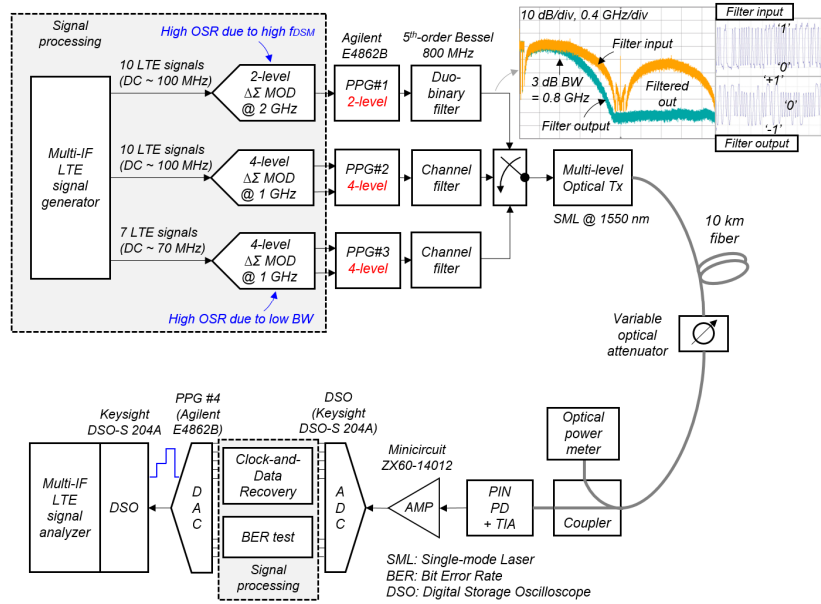 Signal
processing
High OSR due to high fDSM
Multi-IF
LTE
signal
generator
10 LTE signals
(DC ~ 100 MHz)
2-level
ΔΣ MOD
@ 2 GHz
Agilent
E4862B
PPG#1
2-level
5th-order Bessel
800 MHz
Duo-
binary
filter
10 LTE signals
(DC ~ 100 MHz)
4-level
ΔΣ MOD
@ 1 GHz
PPG#2
4-level
Channel
filter
7 LTE signals
(DC ~ 70 MHz)
4-level
ΔΣ MOD
@ 1 GHz
PPG#3
4-level
Channel
filter
High OSR due to low BW
10 dB/div, 0.4 GHz/div
Filter input
3 dB BW
= 0.8 GHz
Filtered
out
Filter output
Filter input
'1'
'0'
'+1'
'0'
'-1'
Filter output
Multi-level
Optical Tx
SML @ 1550 nm
10 km
fiber
Variable
optical
attenuator
Optical
power
meter
Coupler
PIN
PD
+ TIA
Minicircuit
ZX60-14012
AMP
DSO
(Keysight
DSO-S 204A)
ADC
Clock-and-
Data
Recovery
BER test
Signal
processing
PPG #4
(Agilent
E4862B)
DAC
Keysight
DSO-S 204A
DSO
Multi-IF
LTE
signal
analyzer
SML: Single-mode Laser
BER: Bit Error Rate
DSO: Digital Storage Oscilloscope